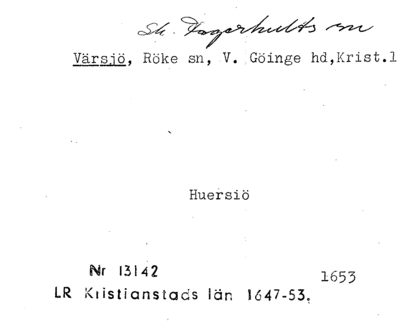 Sk. Fagerhults sn
Värsjö, Röke sn, V. Göinge hd,Krist.l
Huersiö
Nr 13142
1653
LR Kristianstads län 1647-53.